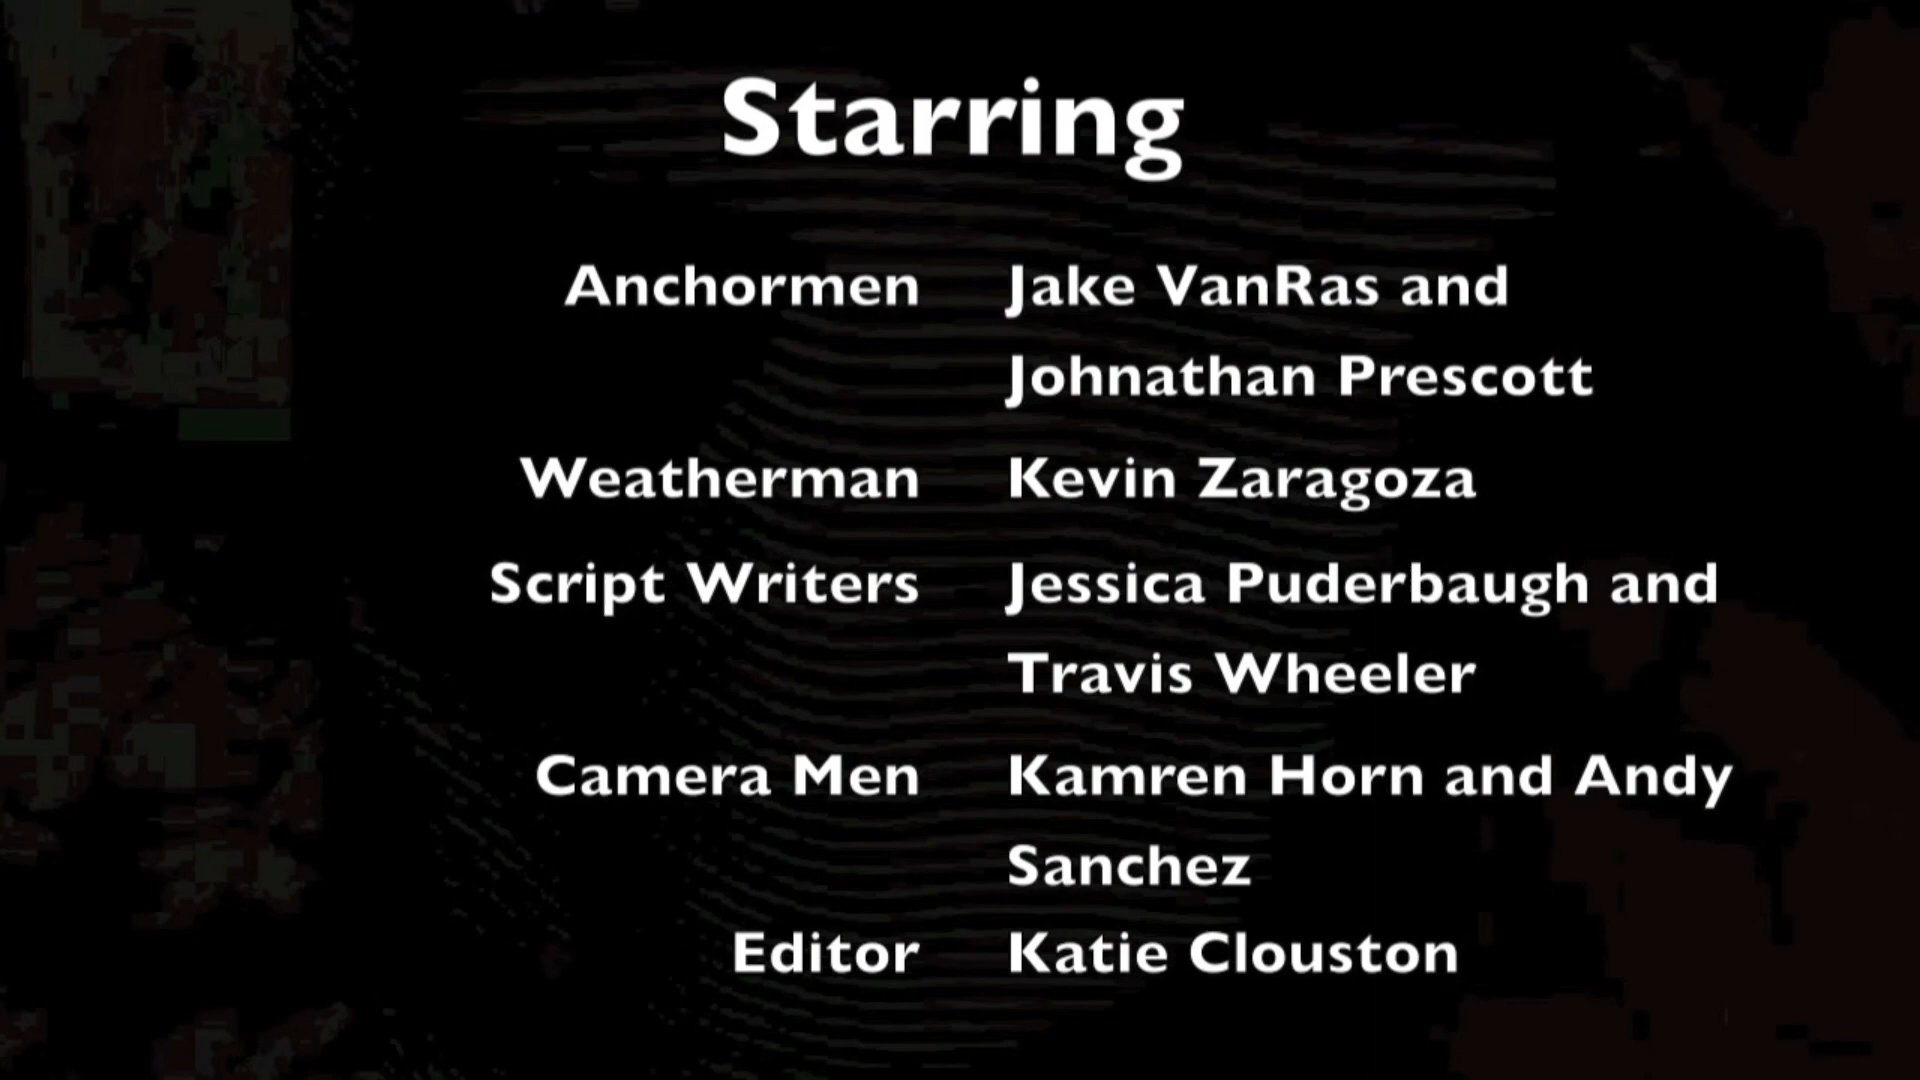 Starring
Anchormen Jake VanRas and
Johnathan Prescott
Weatherman Kevin Zaragoza
Script Writers Jessica Puderbaugh and
Travis Wheeler
Camera Men Kamren Horn and Andy
Sanchez
Editor Katie Clouston